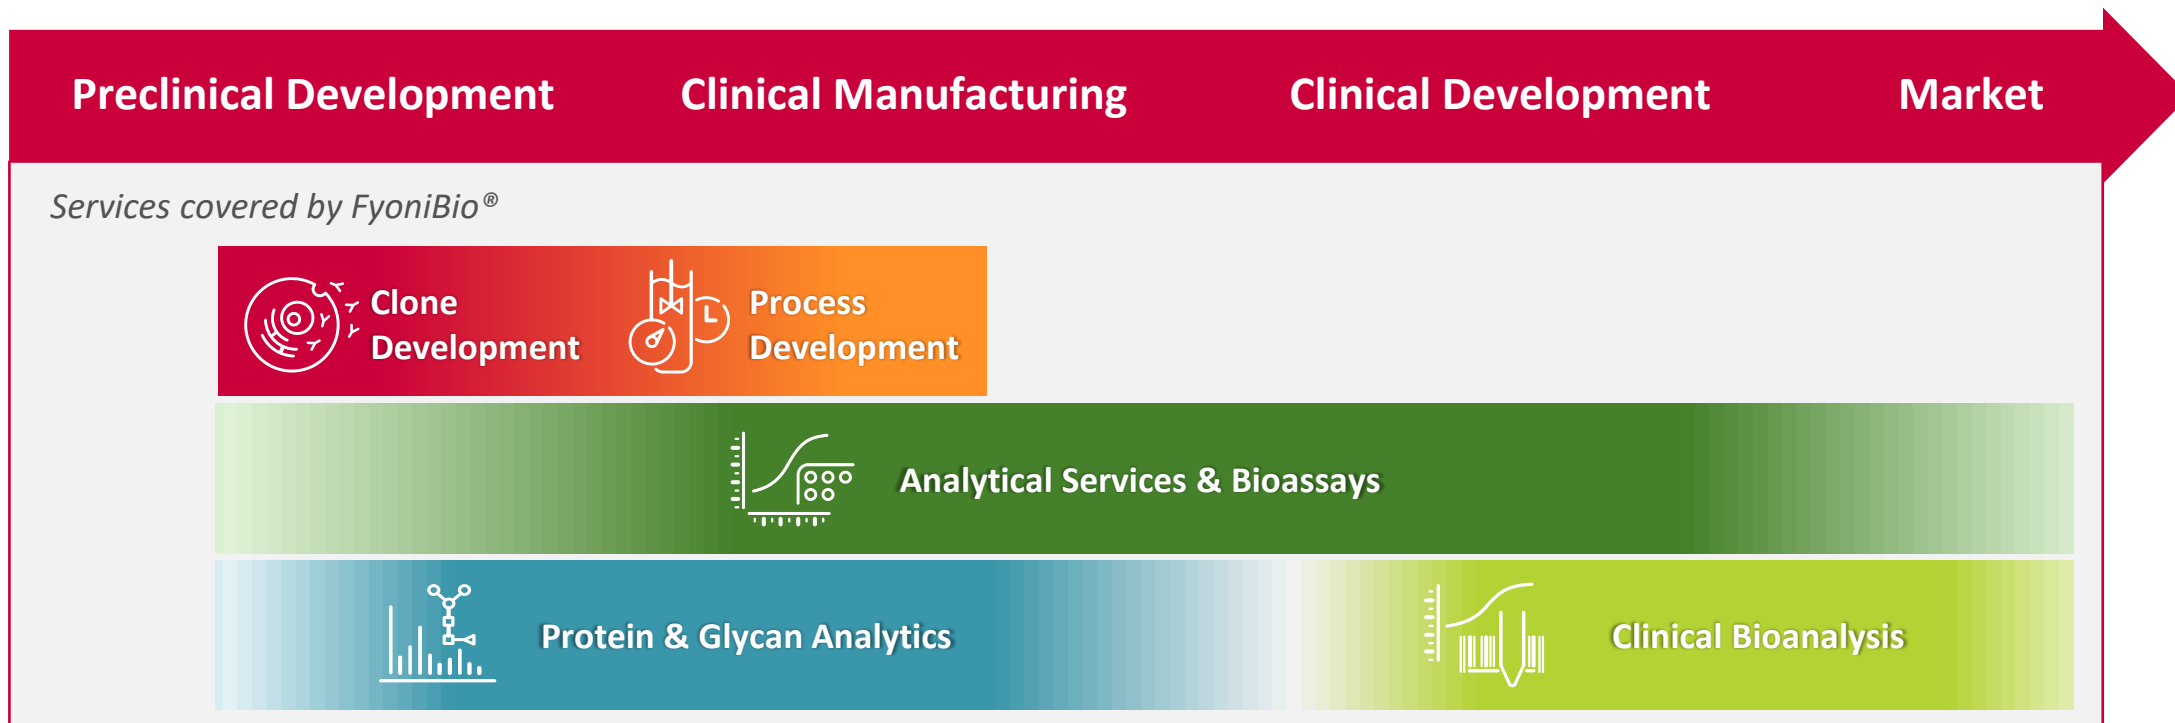 Preclinical Development Clinical Manufacturing Clinical Development Market
Services covered by FyoniBio®
Clone
Development
Process
Development
Analytical Services & Bioassays
Protein & Glycan Analytics
Clinical Bioanalysis